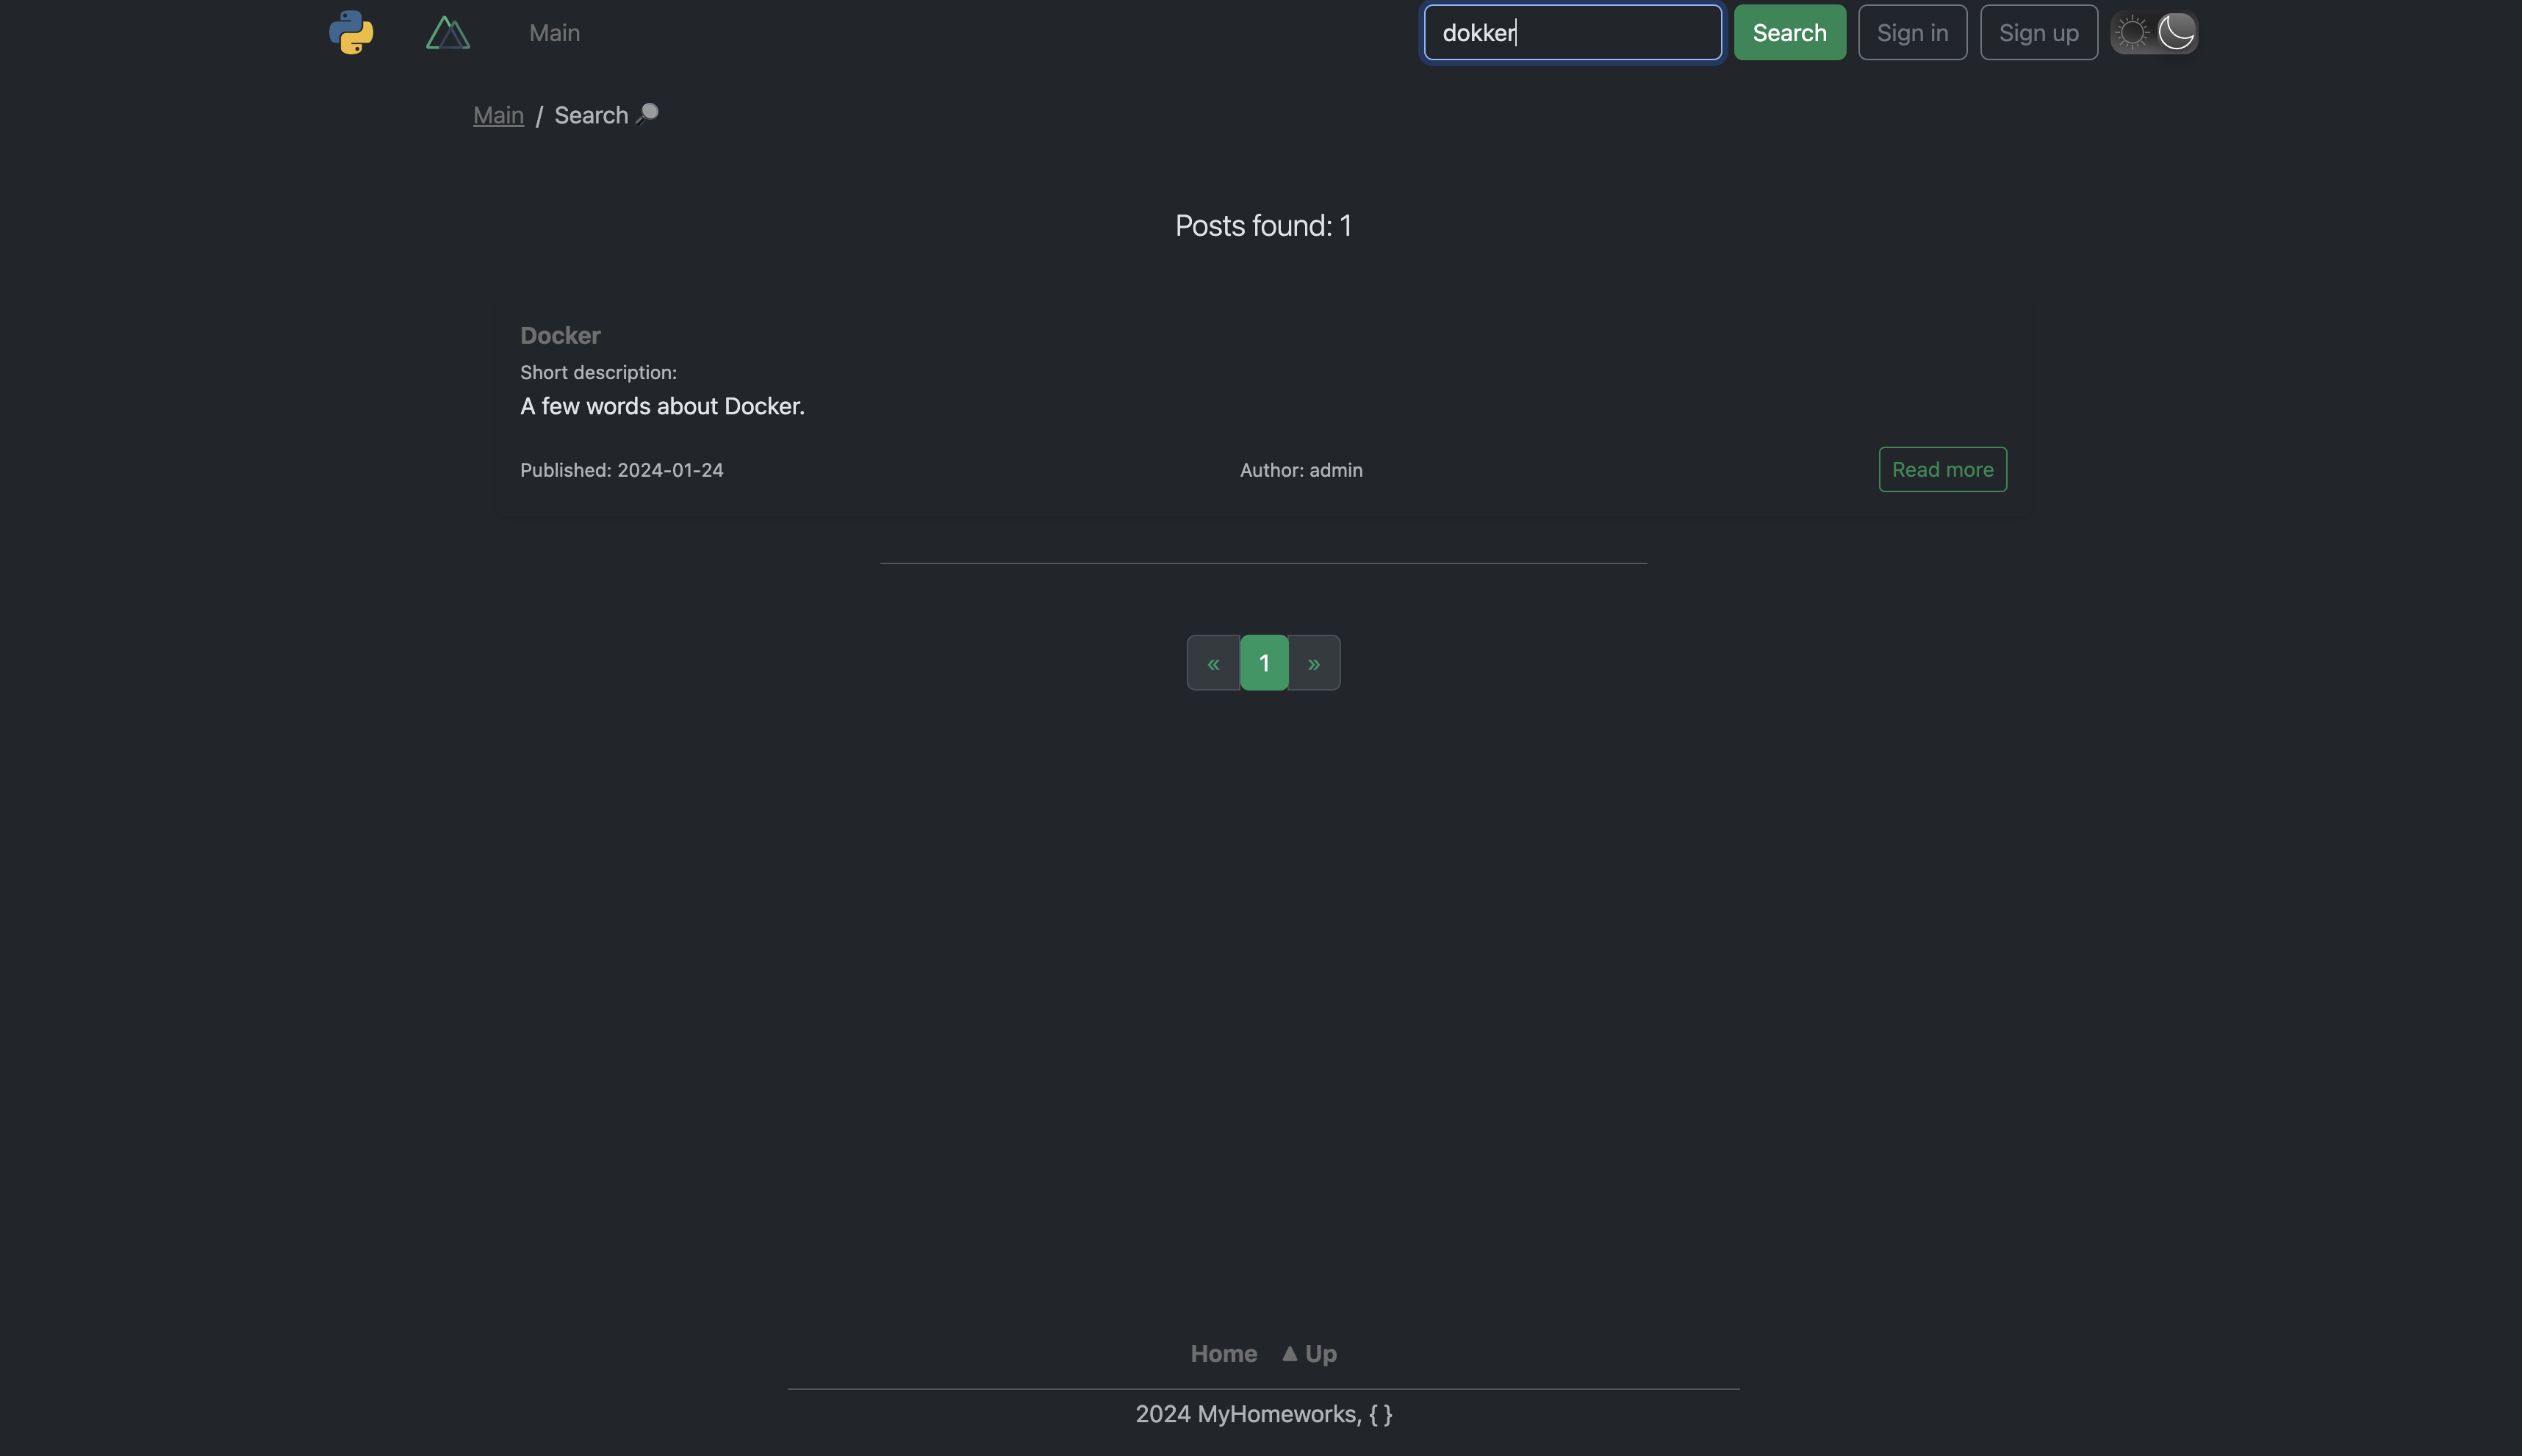 Main
dokker
Search
Sign in
Sign up
Main / Search
Posts found: 1
Docker
Short description:
A few words about Docker.
Published: 2024-01-24
Author: admin
Read more
« 1 »
Home ▲ Up
2024 MyHomeworks, { }